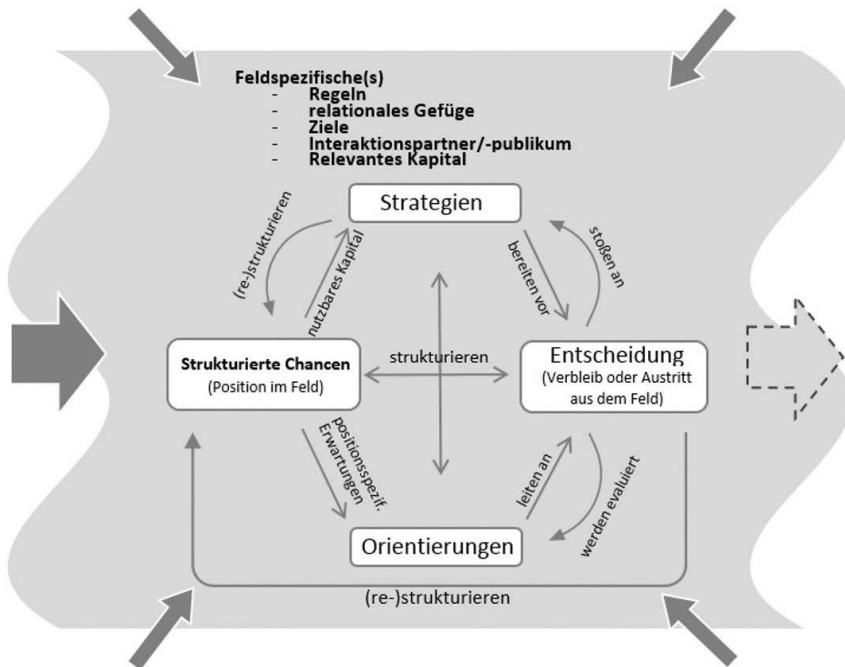 Feldspezifische(s)
- Regeln
- relationales Gefüge
- Ziele
- Interaktionspartner/-publikum
- Relevantes Kapital
Strategien
(re-)strukturieren
nutzbares Kapital
bereiten vor
stoßen an
Strukturierte Chancen
(Position im Feld)
strukturieren
Entscheidung
(Verbleib oder Austritt
aus dem Feld)
positionsspezif.
Erwartungen
leiten an
werden evaluiert
Orientierungen
(re-)strukturieren